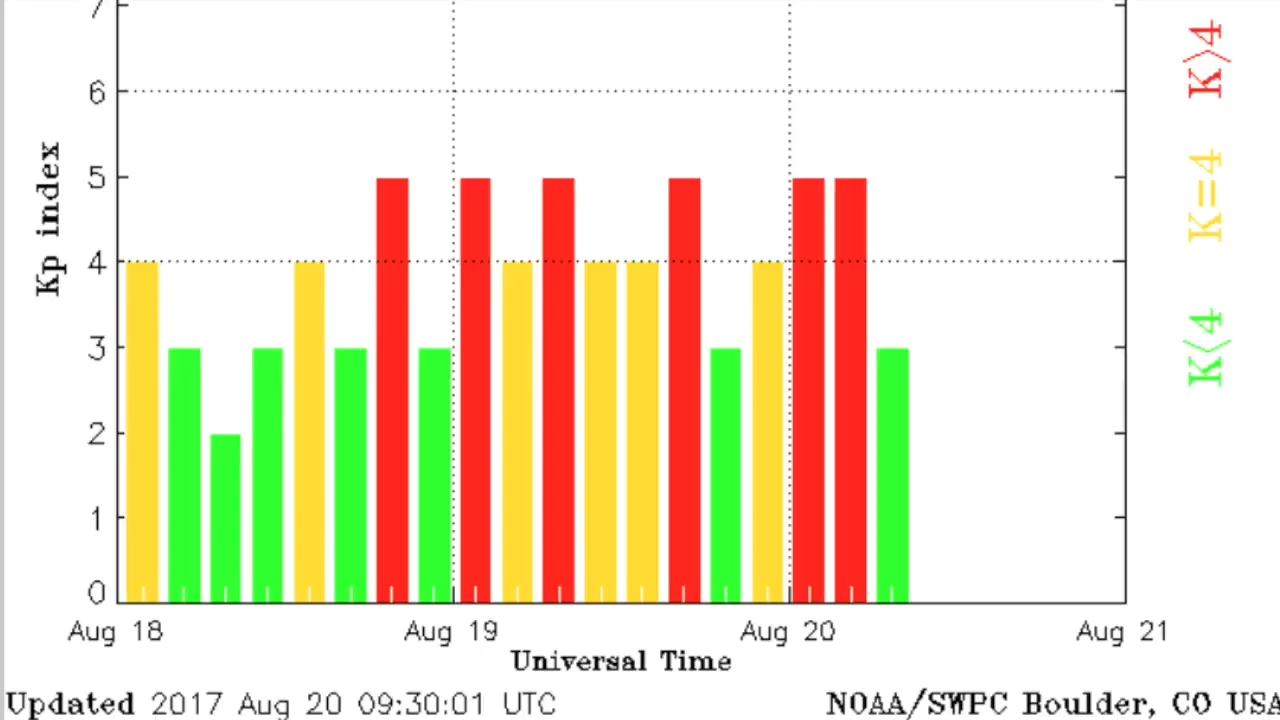 7
6
5
4
3
2
1
0
Kp index
Aug 18
Aug 19
Aug 20
Aug 21
Universal Time
K>4
K=4
K<4
Updated 2017 Aug 20 09:30:01 UTC
NOAA/SWPC Boulder, CO USA